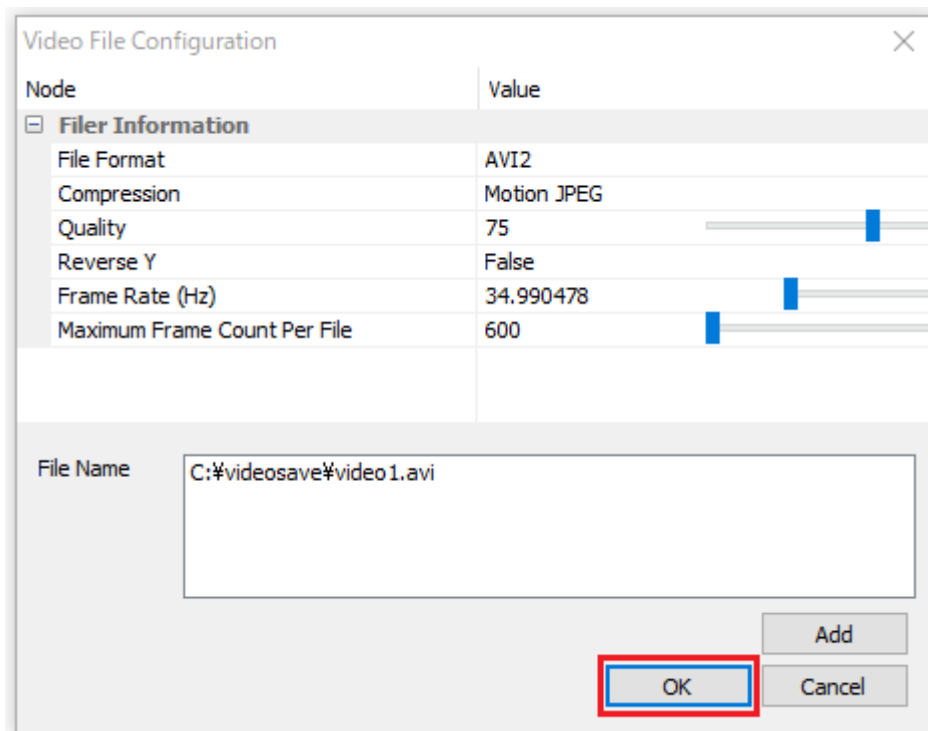 Video File Configuration
Node Value
Filer Information
File Format AVI2
Compression Motion JPEG
Quality 75
Reverse Y False
Frame Rate (Hz) 34.990478
Maximum Frame Count Per File 600
File Name C:¥videosave¥video1.avi
Add
OK Cancel